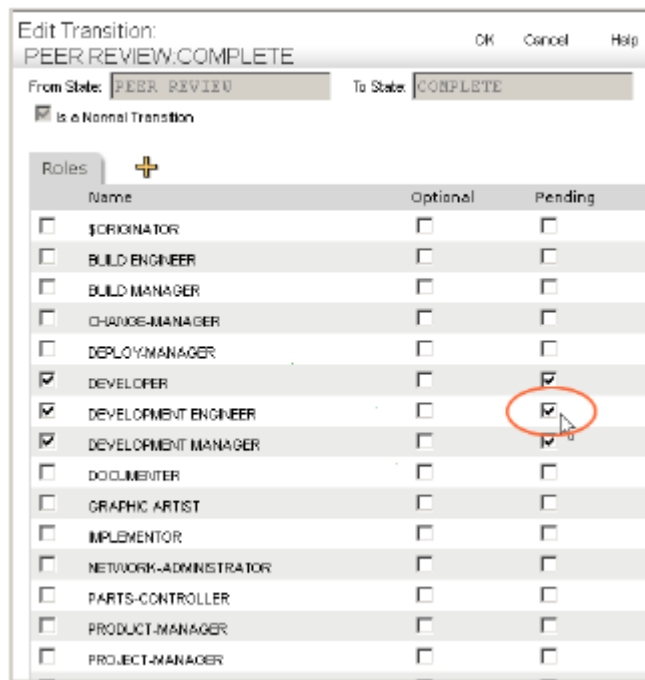 Edit Transition:
PEER REVIEW:COMPLETE
OK Cancel Help
From State: PEER REVIEW To State: COMPLETE
Is a Normal Transition
Roles
Name Optional Pending
$ORIGINATOR
BUILD ENGINEER
BUILD MANAGER
CHANGE-MANAGER
DEPLOY-MANAGER
DEVELOPER
DEVELOPMENT ENGINEER
DEVELOPMENT MANAGER
DOCUMENTER
GRAPHIC ARTIST
IMPLEMENTOR
NETWORK-ADMINISTRATOR
PARTS-CONTROLLER
PRODUCT-MANAGER
PROJECT-MANAGER